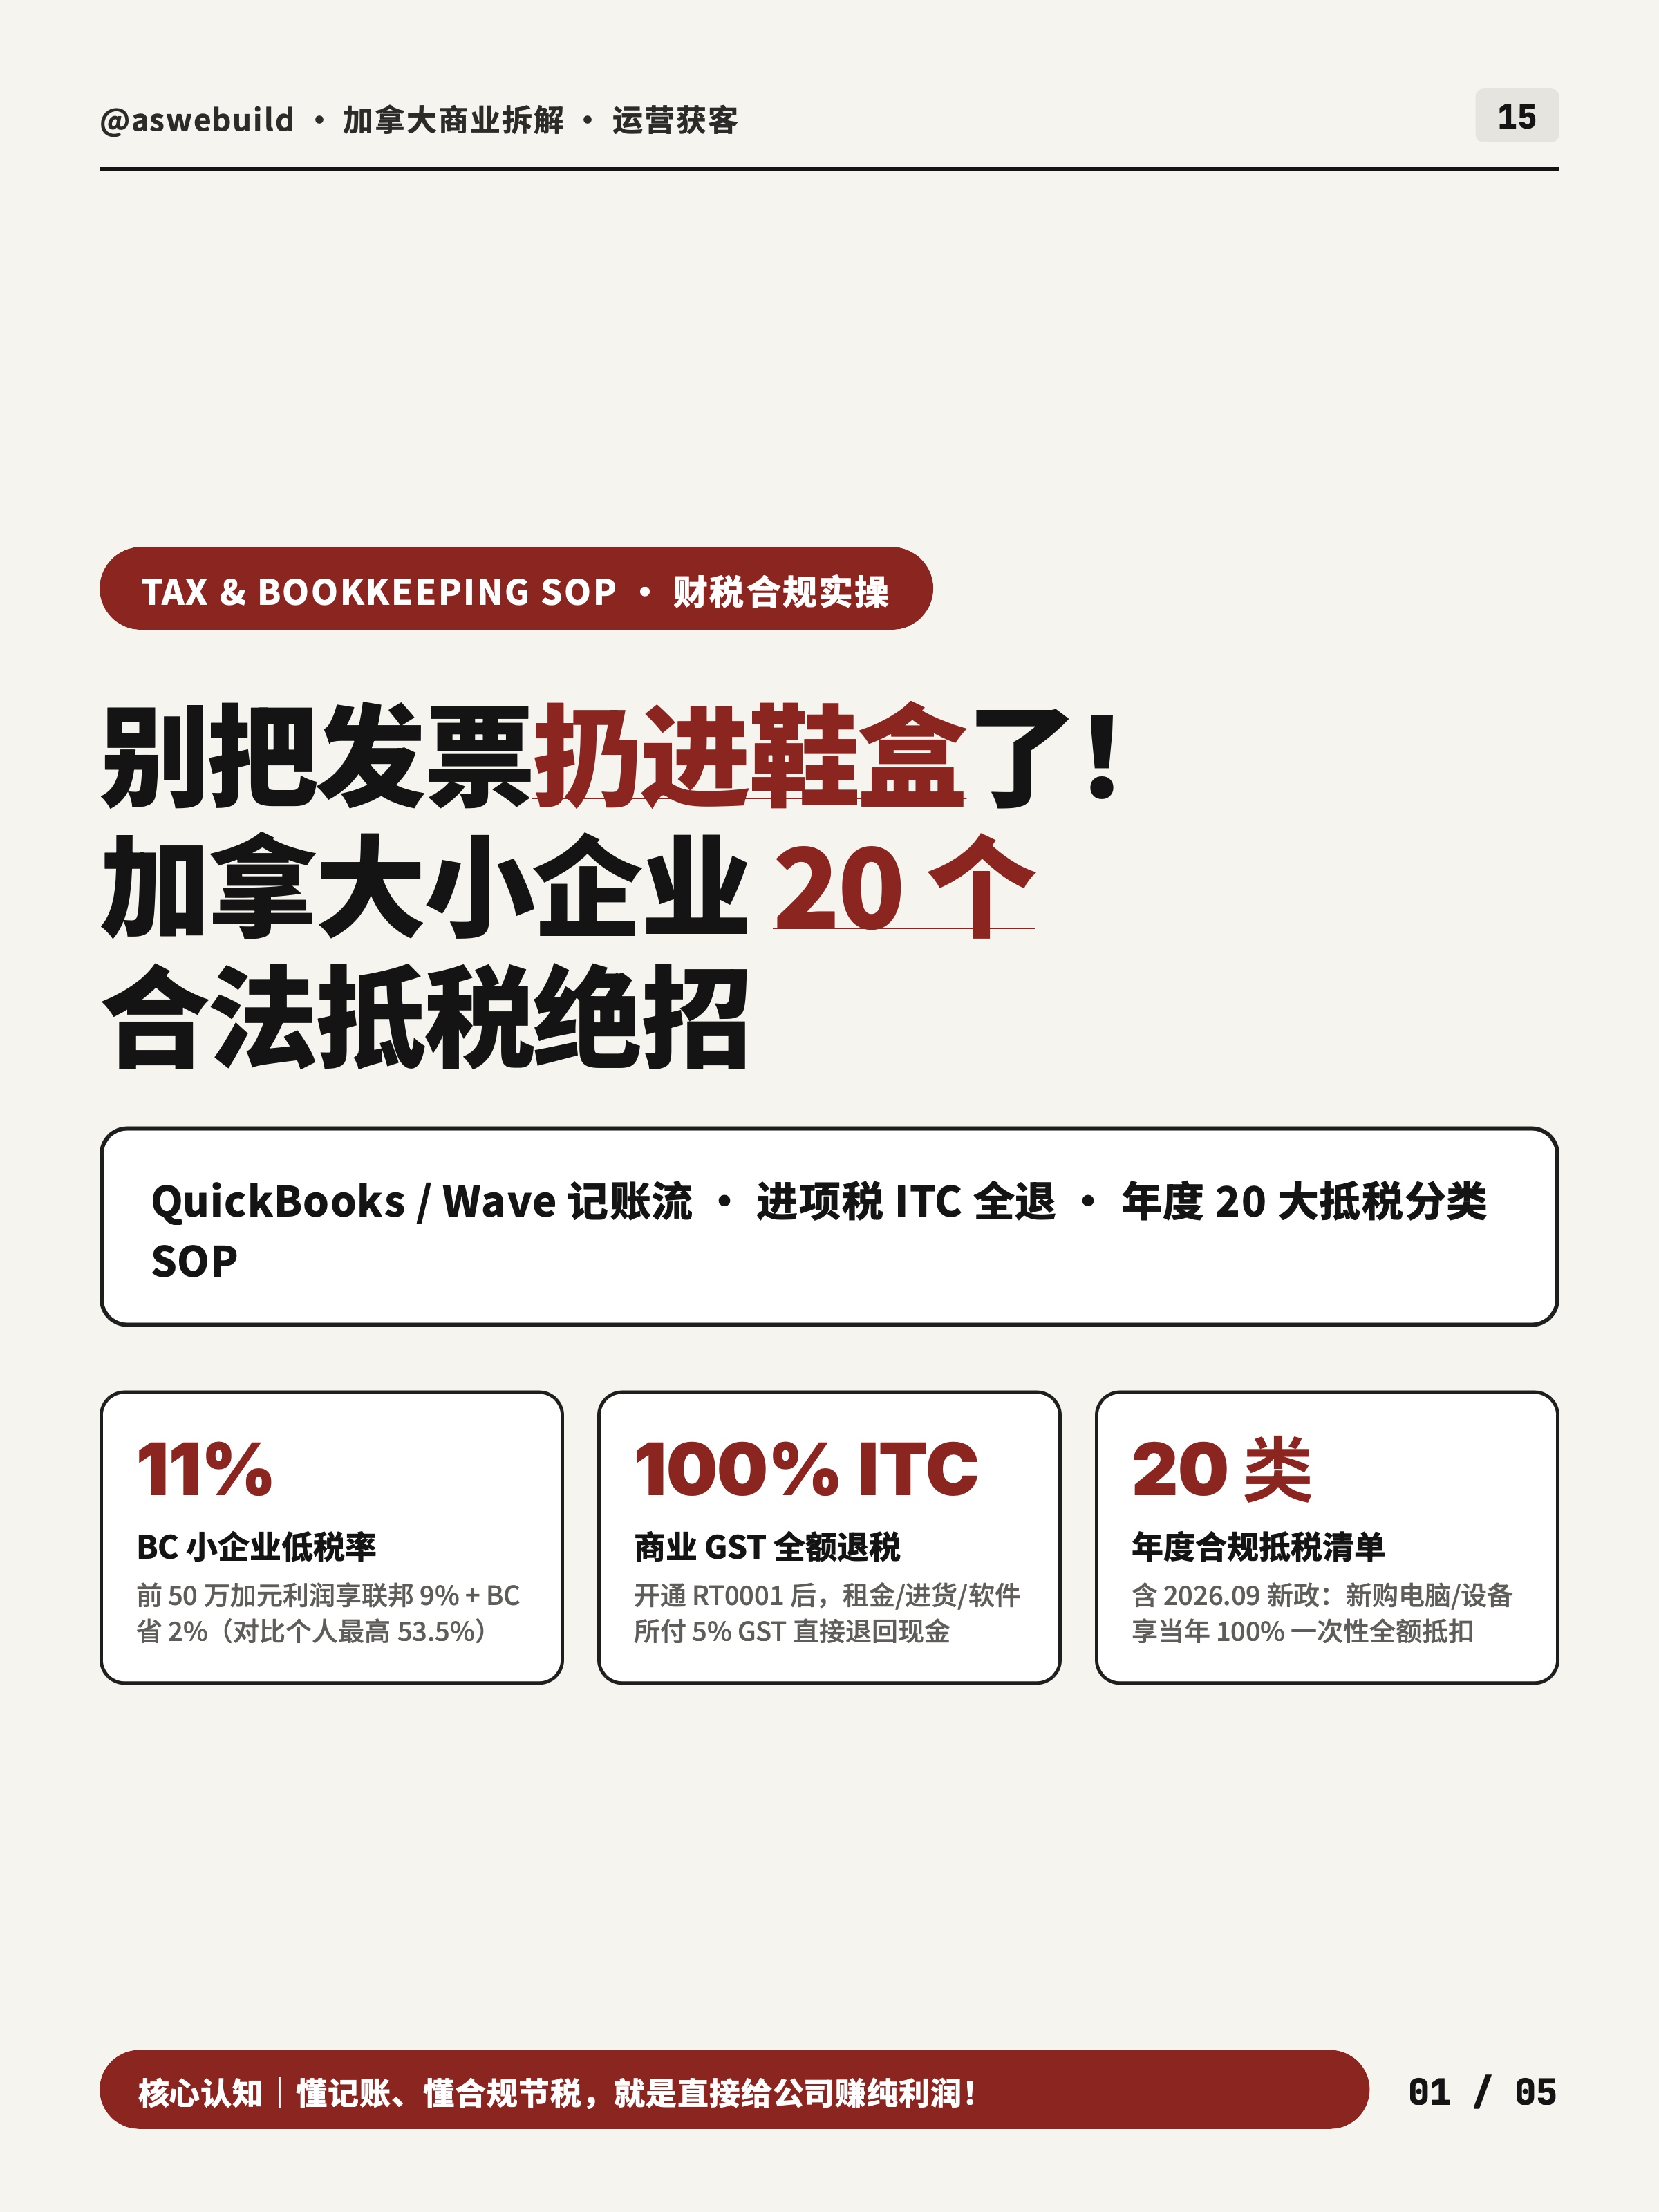 @aswebuild • 加拿大商业拆解 • 运营获客
15
TAX & BOOKKEEPING SOP • 财税合规实操
别把发票扔进鞋盒了！
加拿大小企业 20 个
合法抵税绝招
QuickBooks / Wave 记账流 • 进项税 ITC 全退 • 年度 20 大抵税分类
SOP
11%
BC 小企业低税率
前 50 万加元利润享联邦 9% + BC
省 2%（对比个人最高 53.5%）
100% ITC
商业 GST 全额退税
开通 RT0001 后，租金/进货/软件
所付 5% GST 直接退回现金
20 类
年度合规抵税清单
含 2026.09 新政：新购电脑/设备
享当年 100% 一次性全额抵扣
核心认知｜懂记账、懂合规节税，就是直接给公司赚纯利润！
01 / 05